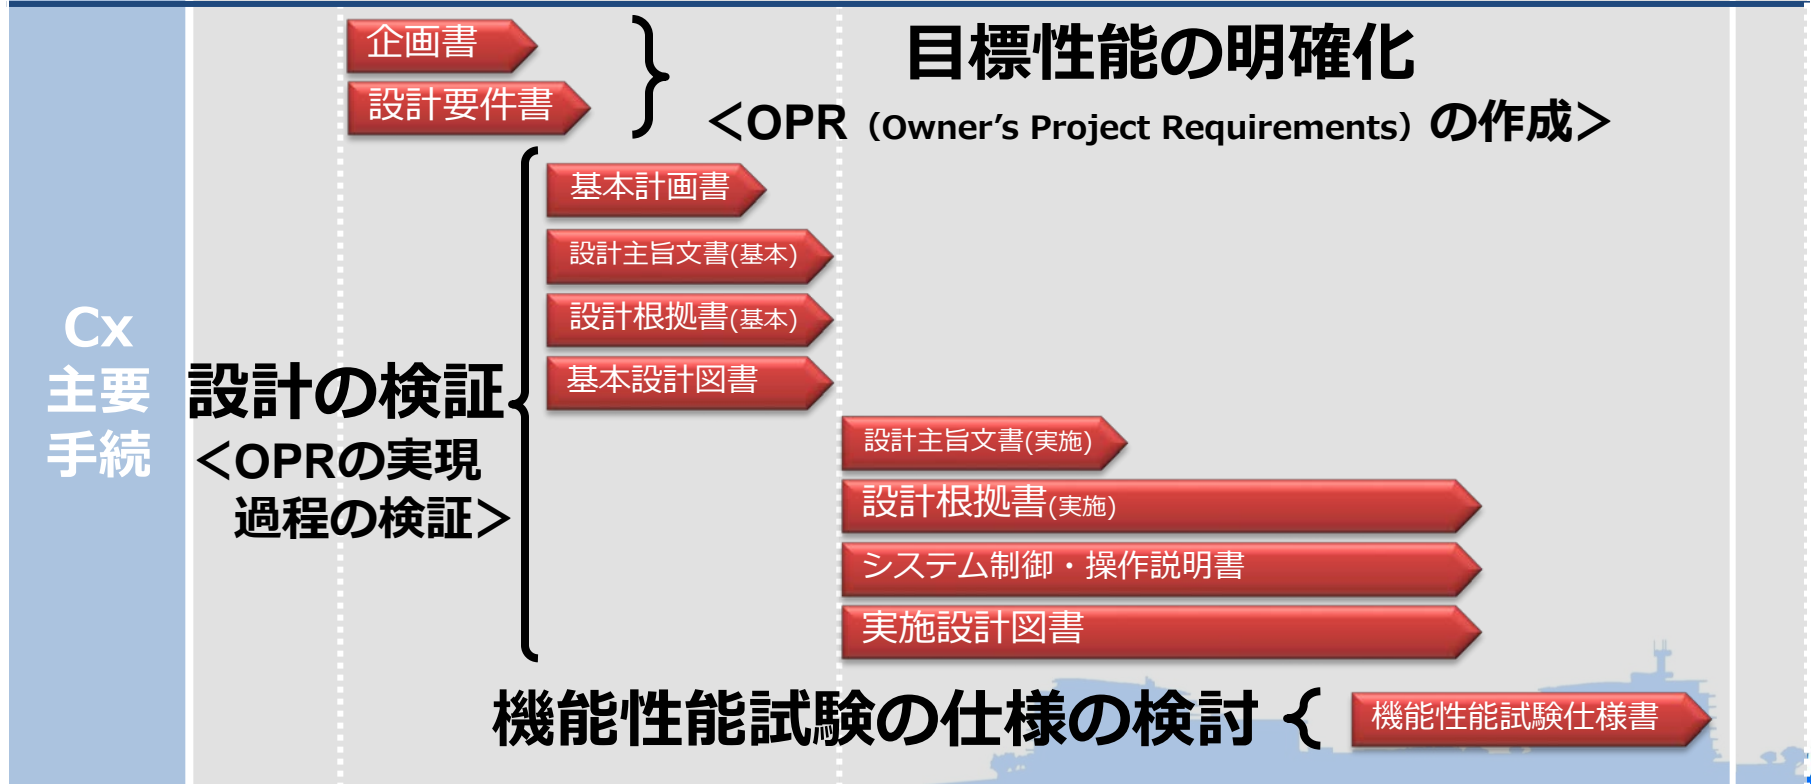 企画書
設計要件書
目標性能の明確化
<OPR（Owner's Project Requirements）の作成>
基本計画書
設計主旨文書(基本)
設計根拠書(基本)
基本設計図書
Cx
主要
手続
設計の検証
<OPRの実現
過程の検証>
設計主旨文書(実施)
設計根拠書(実施)
システム制御・操作説明書
実施設計図書
機能性能試験の仕様の検討
機能性能試験仕様書